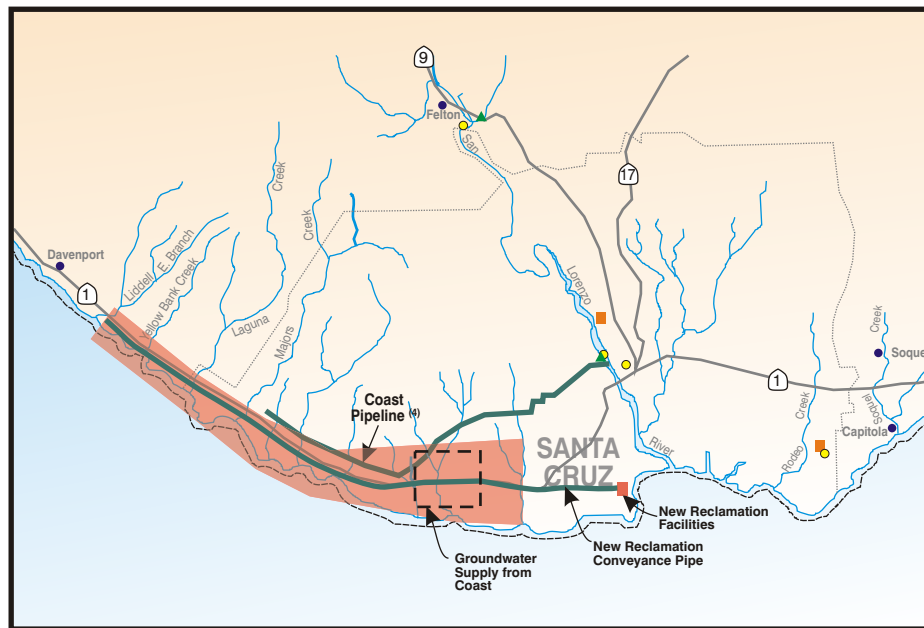 9
Felton
San
17
Creek
Creek
Davenport
Liddell
E. Branch
1
Yellow Bank Creek
Laguna
Majors
Lorenzo
Creek
Soque
1
Coast
Pipeline (4)
Creek
Soquel
Capitola
SANTA
CRUZ
River
Rodeo
New Reclamation
Facilities
Groundwater
Supply from
Coast
New Reclamation
Conveyance Pipe